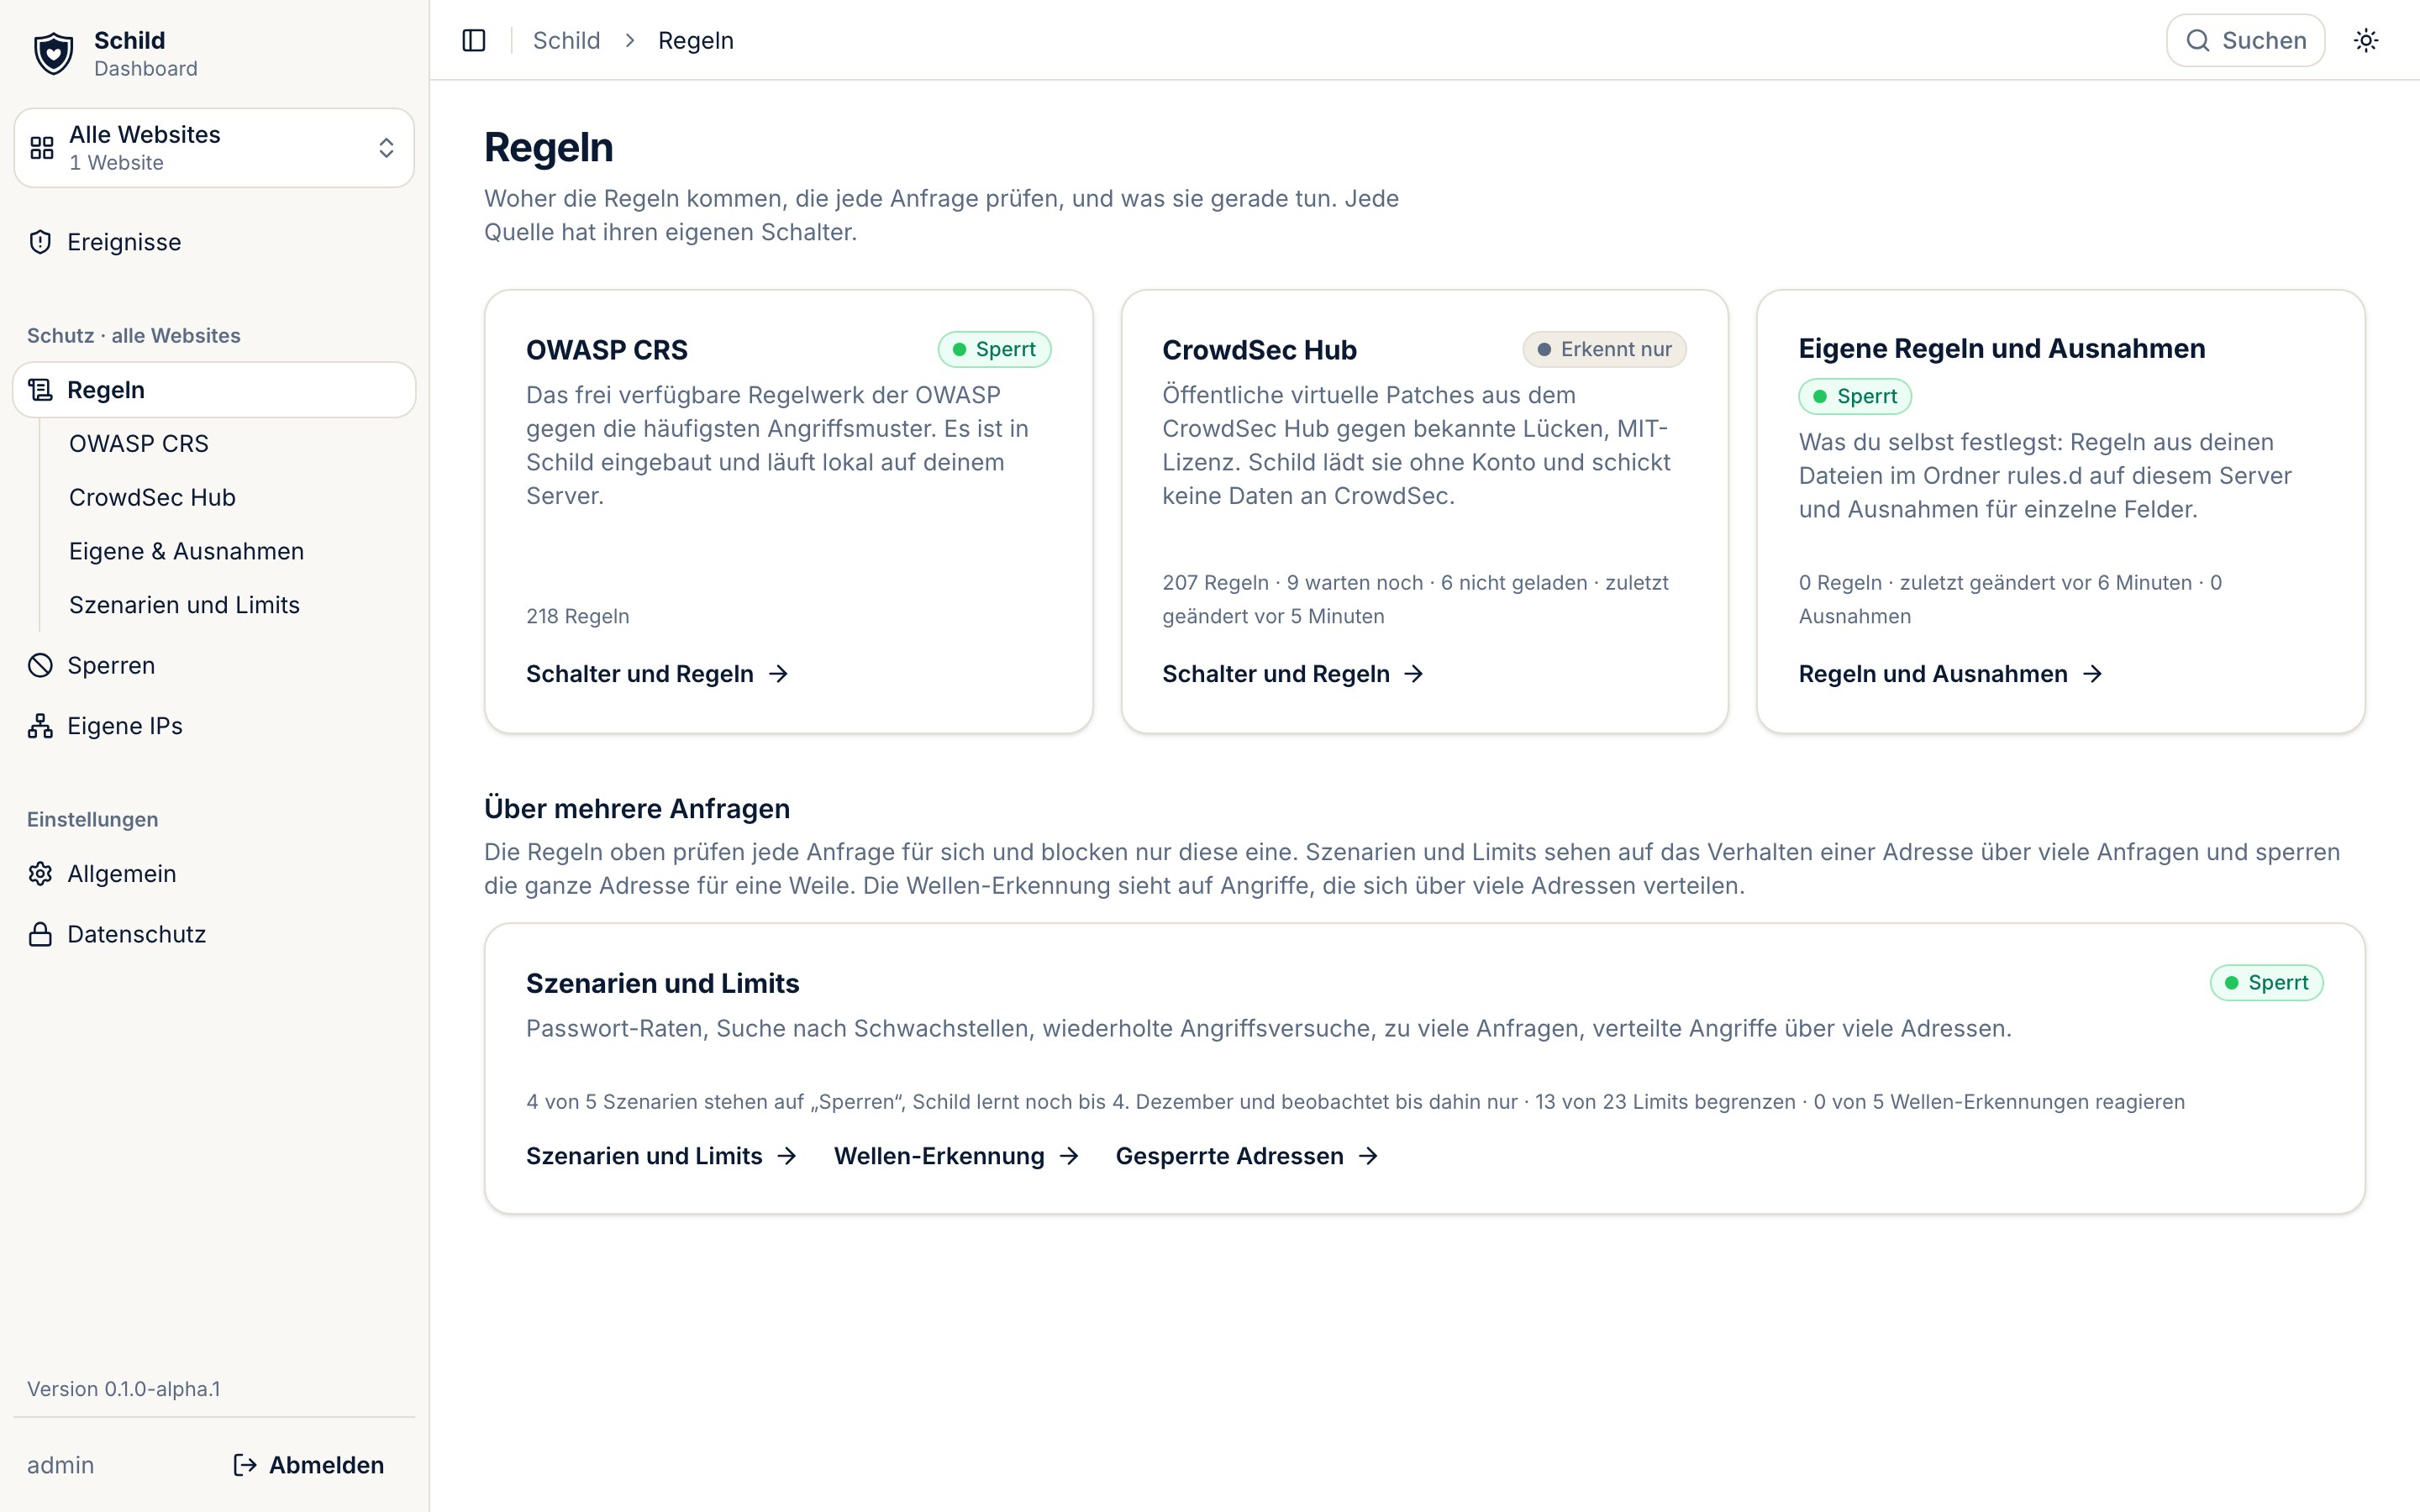 Schild
Dashboard
Alle Websites
1 Website
Ereignisse
Schutz · alle Websites
Regeln
OWASP CRS
CrowdSec Hub
Eigene & Ausnahmen
Szenarien und Limits
Sperren
Eigene IPs
Einstellungen
Allgemein
Datenschutz
Version 0.1.0-alpha.1
admin
Abmelden
Schild
Regeln
Suchen
Regeln
Woher die Regeln kommen, die jede Anfrage prüfen, und was sie gerade tun. Jede
Quelle hat ihren eigenen Schalter.
OWASP CRS
Sperrt
Das frei verfügbare Regelwerk der OWASP
gegen die häufigsten Angriffsmuster. Es ist in
Schild eingebaut und läuft lokal auf deinem
Server.
218 Regeln
Schalter und Regeln
CrowdSec Hub
Erkennt nur
Öffentliche virtuelle Patches aus dem
CrowdSec Hub gegen bekannte Lücken, MIT-
Lizenz. Schild lädt sie ohne Konto und schickt
keine Daten an CrowdSec.
207 Regeln · 9 warten noch · 6 nicht geladen · zuletzt
geändert vor 5 Minuten
Schalter und Regeln
Eigene Regeln und Ausnahmen
Sperrt
Was du selbst festlegst: Regeln aus deinen
Dateien im Ordner rules.d auf diesem Server
und Ausnahmen für einzelne Felder.
0 Regeln · zuletzt geändert vor 6 Minuten · 0
Ausnahmen
Regeln und Ausnahmen
Über mehrere Anfragen
Die Regeln oben prüfen jede Anfrage für sich und blocken nur diese eine. Szenarien und Limits sehen auf das Verhalten einer Adresse über viele Anfragen und sperren
die ganze Adresse für eine Weile. Die Wellen-Erkennung sieht auf Angriffe, die sich über viele Adressen verteilen.
Szenarien und Limits
Sperrt
Passwort-Raten, Suche nach Schwachstellen, wiederholte Angriffsversuche, zu viele Anfragen, verteilte Angriffe über viele Adressen.
4 von 5 Szenarien stehen auf „Sperren“, Schild lernt noch bis 4. Dezember und beobachtet bis dahin nur · 13 von 23 Limits begrenzen · 0 von 5 Wellen-Erkennungen reagieren
Szenarien und Limits
Wellen-Erkennung
Gesperrte Adressen